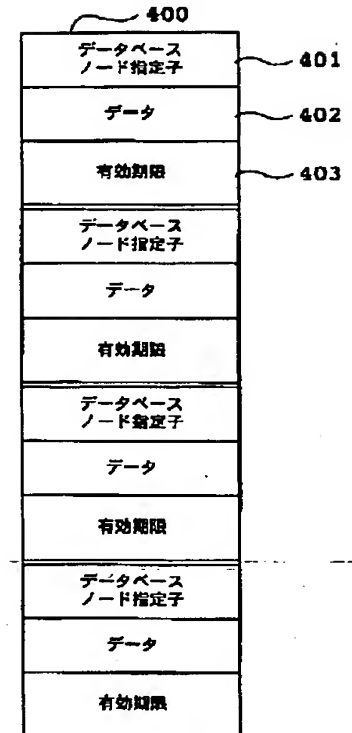 400
データベース
ノード指定子
401
データ
402
有効期限
403
データベース
ノード指定子
データ
有効期限
データベース
ノード指定子
データ
有効期限
データベース
ノード指定子
データ
有効期限